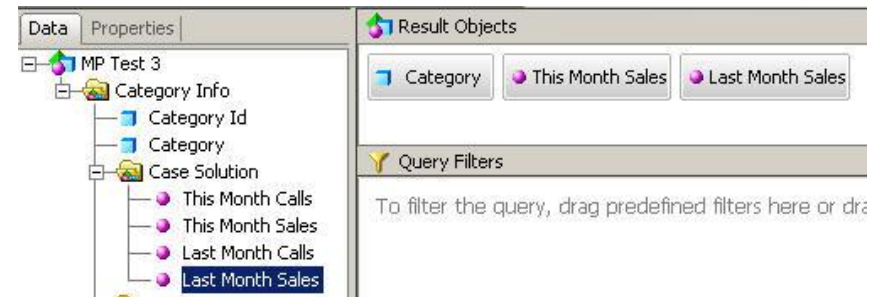 Data Properties
MP Test 3
Category Info
Category Id
Category
Case Solution
This Month Calls
This Month Sales
Last Month Calls
Last Month Sales
Result Objects
Category This Month Sales Last Month Sales
Query Filters
To filter the query, drag predefined filters here or